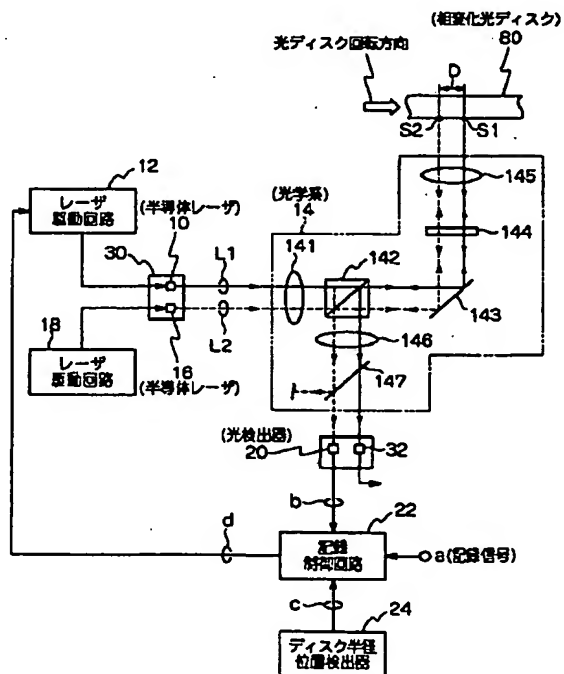 (相変化光ディスク)
80
光ディスク回転方向
D
S2
S1
12
レーザ
駆動回路
(半導体レーザ)
10
30
L1
(光学系)
14
141
142
145
144
143
L2
146
147
18
レーザ
駆動回路
16
(半導体レーザ)
(光検出器)
20
32
b
22
d
記録
制御回路
a(記録信号)
c
24
ディスク半径
位置検出器